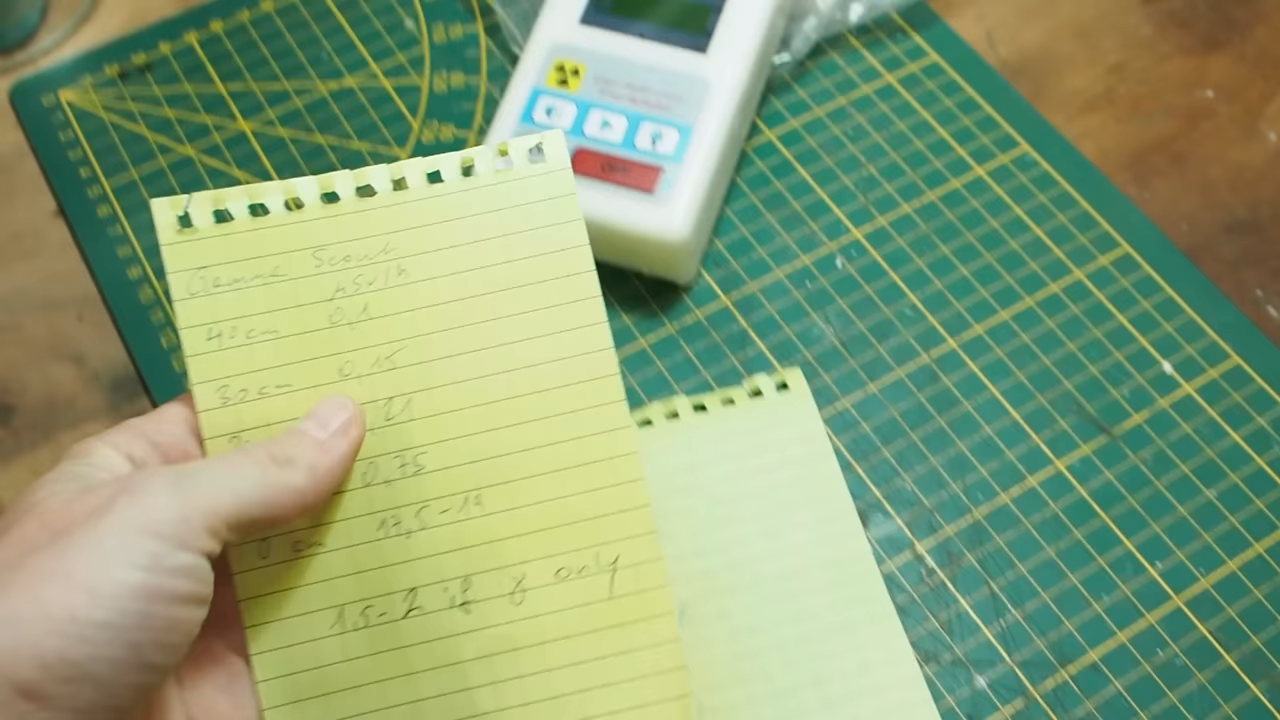 Gamma Scout
µSv/h
40cm 0,1
30cm 0,15
21
0,75
0 cm 17,5-19
1,5-2 if γ only